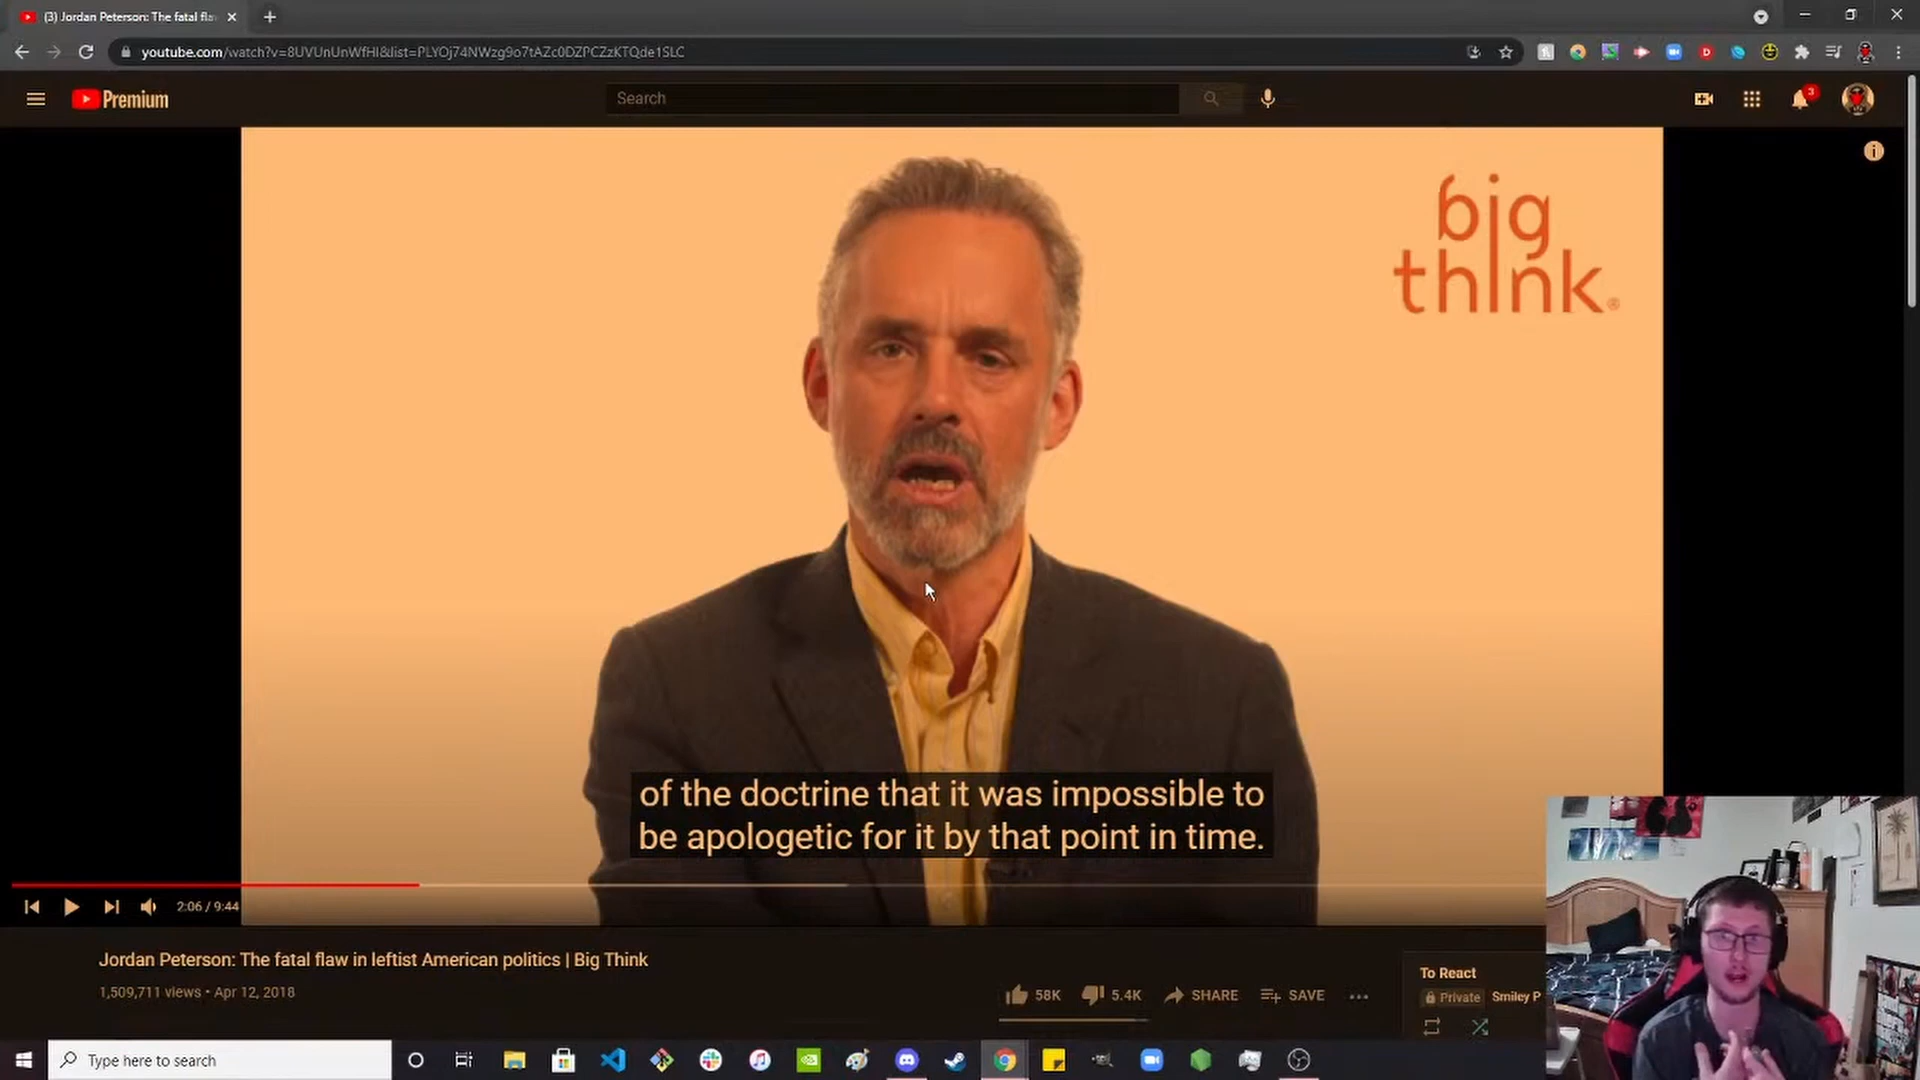 (3) Jordan Peterson: The fatal fla
youtube.com/watch?v=8UVUnUnWfHI&list=PLYOj74NWzg9o7tAZc0DZPCZzKTQde1SLC
Premium
Search
3
big
think®
of the doctrine that it was impossible to
be apologetic for it by that point in time.
2:06 / 9:44
Jordan Peterson: The fatal flaw in leftist American politics | Big Think
1,509,711 views • Apr 12, 2018
58K
5.4K
SHARE
SAVE
To React
Private
Smiley P
Type here to search